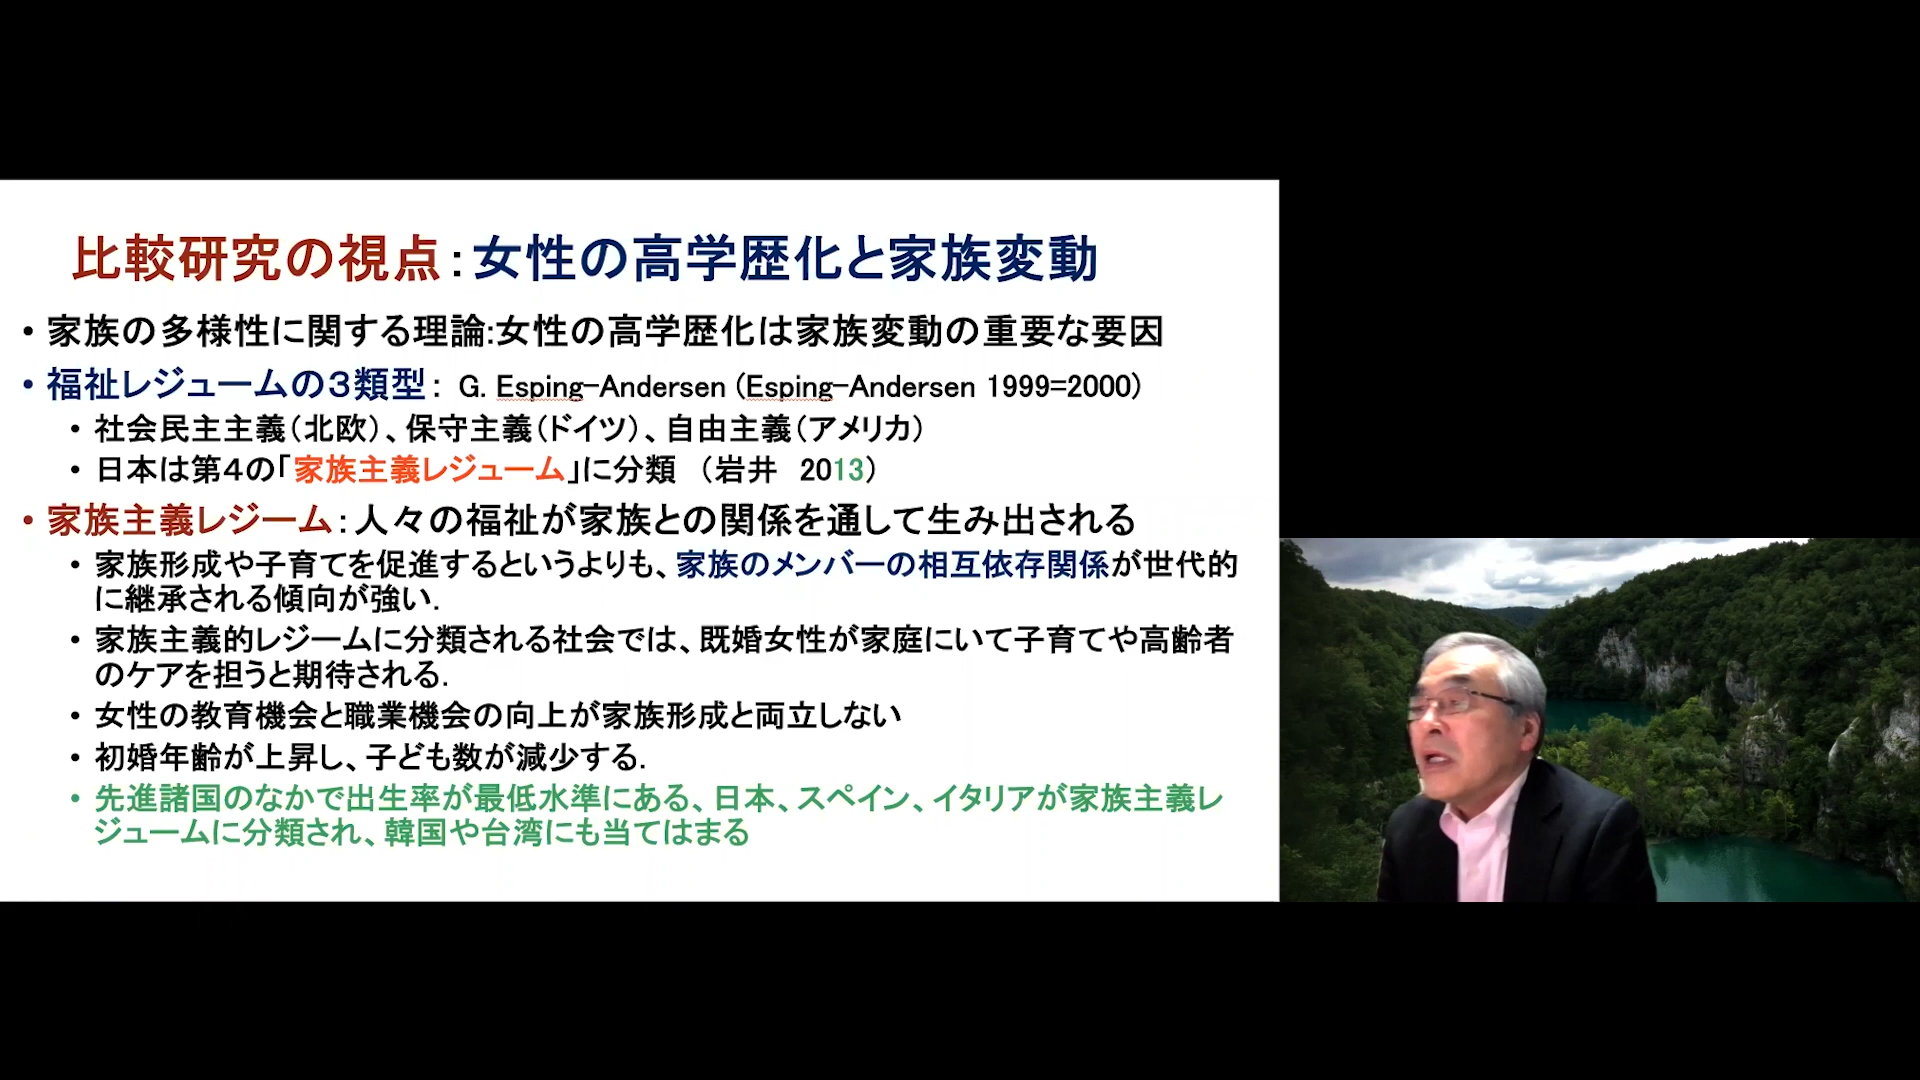 比較研究の視点：女性の高学歴化と家族変動
• 家族の多様性に関する理論:女性の高学歴化は家族変動の重要な要因
• 福祉レジュームの３類型： G. Esping-Andersen (Esping-Andersen 1999=2000)
• 社会民主主義（北欧）、保守主義（ドイツ）、自由主義（アメリカ）
• 日本は第４の「家族主義レジューム」に分類　（岩井　2013）
• 家族主義レジーム：人々の福祉が家族との関係を通して生み出される
• 家族形成や子育てを促進するというよりも、家族のメンバーの相互依存関係が世代的
に継承される傾向が強い.
• 家族主義的レジームに分類される社会では、既婚女性が家庭にいて子育てや高齢者
のケアを担うと期待される.
• 女性の教育機会と職業機会の向上が家族形成と両立しない
• 初婚年齢が上昇し、子ども数が減少する.
• 先進諸国のなかで出生率が最低水準にある、日本、スペイン、イタリアが家族主義レ
ジュームに分類され、韓国や台湾にも当てはまる